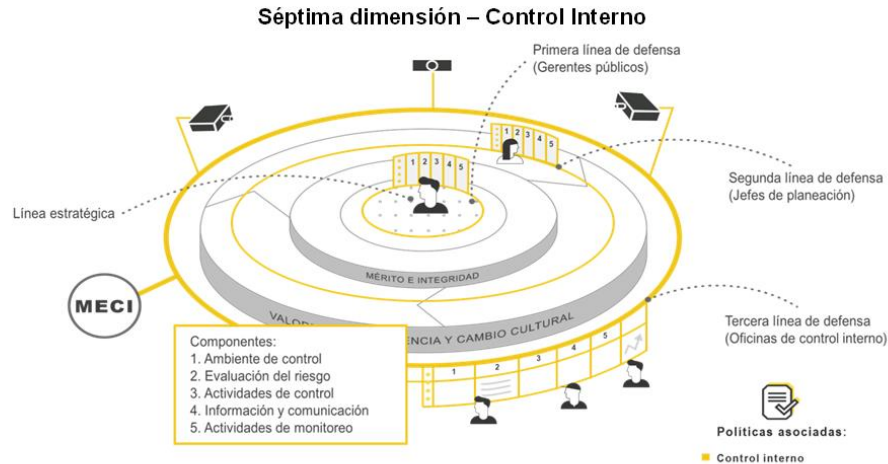 Séptima dimensión – Control Interno
Primera línea de defensa
(Gerentes públicos)
1 2 3 4 5
1 2 3 4 5
Segunda línea de defensa
(Jefes de planeación)
Línea estratégica
MÉRITO E INTEGRIDAD
MECI
ENCIA Y CAMBIO CULTURAL
Tercera línea de defensa
(Oficinas de control interno)
Componentes:
1. Ambiente de control
2. Evaluación del riesgo
3. Actividades de control
4. Información y comunicación
5. Actividades de monitoreo
1 2 3 4 5
Políticas asociadas:
Control interno